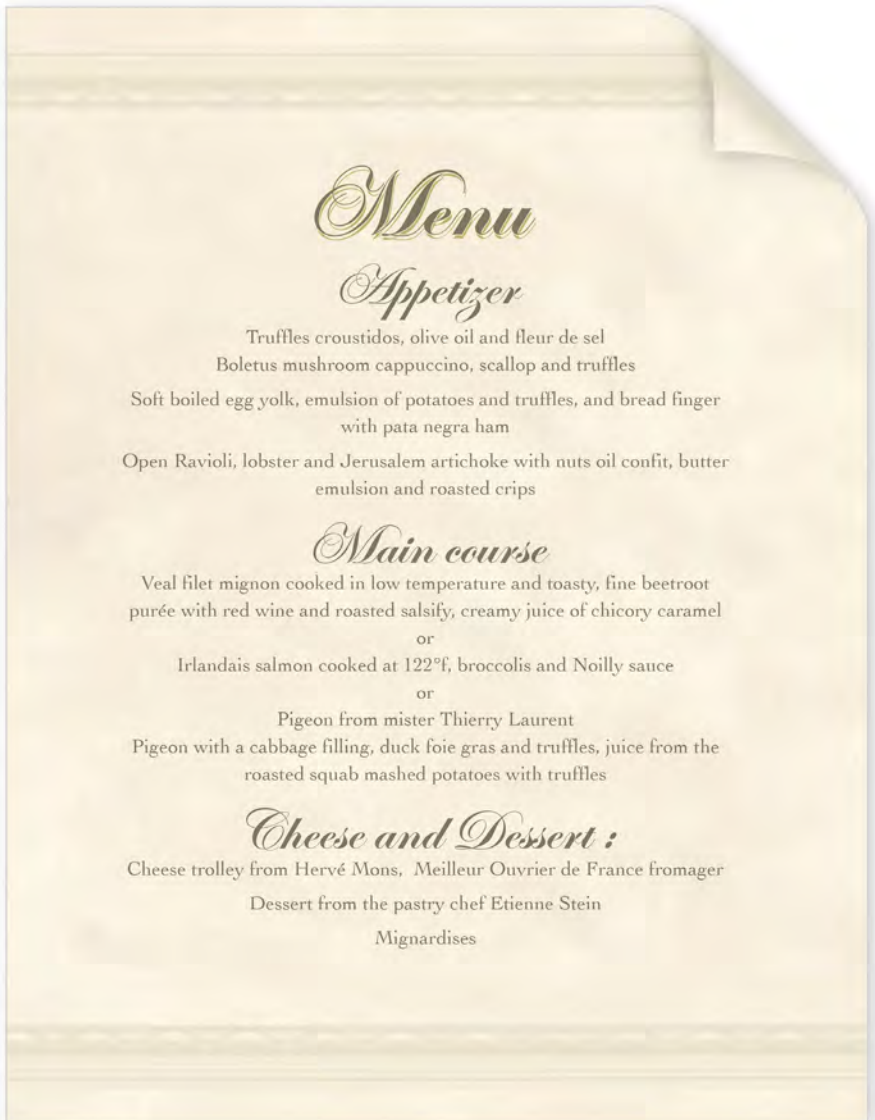 Menu
Appetizer
Truffles croustidos, olive oil and fleur de sel
Boletus mushroom cappuccino, scallop and truffles
Soft boiled egg yolk, emulsion of potatoes and truffles, and bread finger
with pata negra ham
Open Ravioli, lobster and Jerusalem artichoke with nuts oil confit, butter
emulsion and roasted crips
Main course
Veal filet mignon cooked in low temperature and toasty, fine beetroot
purée with red wine and roasted salsify, creamy juice of chicory caramel
or
Irlandais salmon cooked at 122°f, broccolis and Noilly sauce
or
Pigeon from mister Thierry Laurent
Pigeon with a cabbage filling, duck foie gras and truffles, juice from the
roasted squab mashed potatoes with truffles
Cheese and Dessert :
Cheese trolley from Hervé Mons, Meilleur Ouvrier de France fromager
Dessert from the pastry chef Etienne Stein
Mignardises